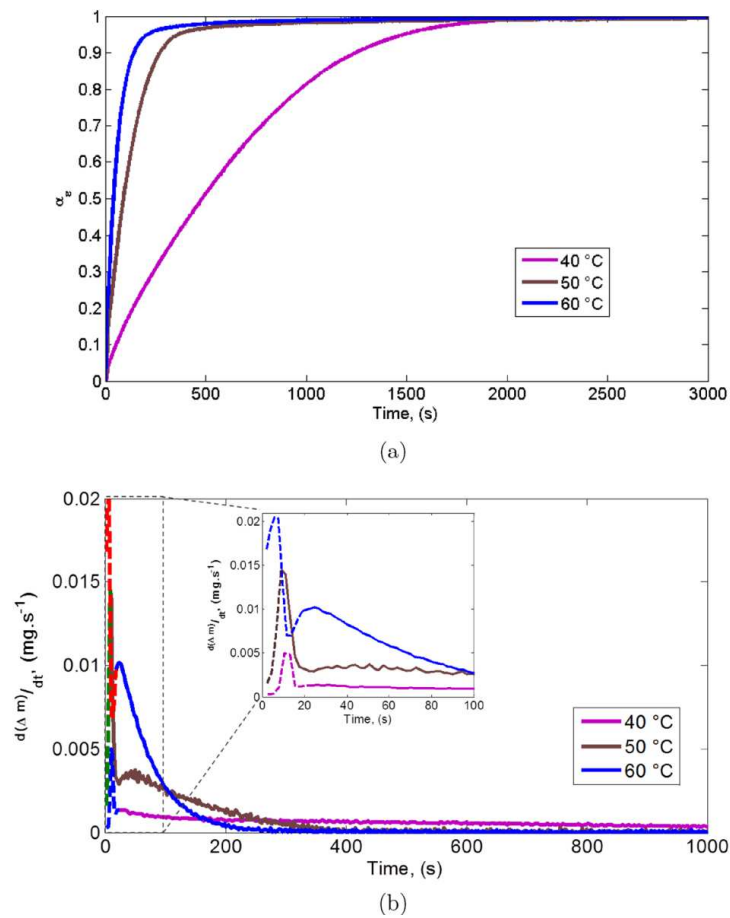 1
0.9
0.8
0.7
0.6
0.5
0.4
0.3
0.2
0.1
0
αε
40 °C
50 °C
60 °C
0 500 1000 1500 2000 2500 3000
Time, (s)
(a)
0.02
0.015
0.01
0.005
0
d(Δ m)/dt, (mg.s-1)
0.02
0.015
0.01
0.005
0
d(Δ m)/dt, (mg.s-1)
0 20 40 60 80 100
Time, (s)
40 °C
50 °C
60 °C
0 200 400 600 800 1000
Time, (s)
(b)